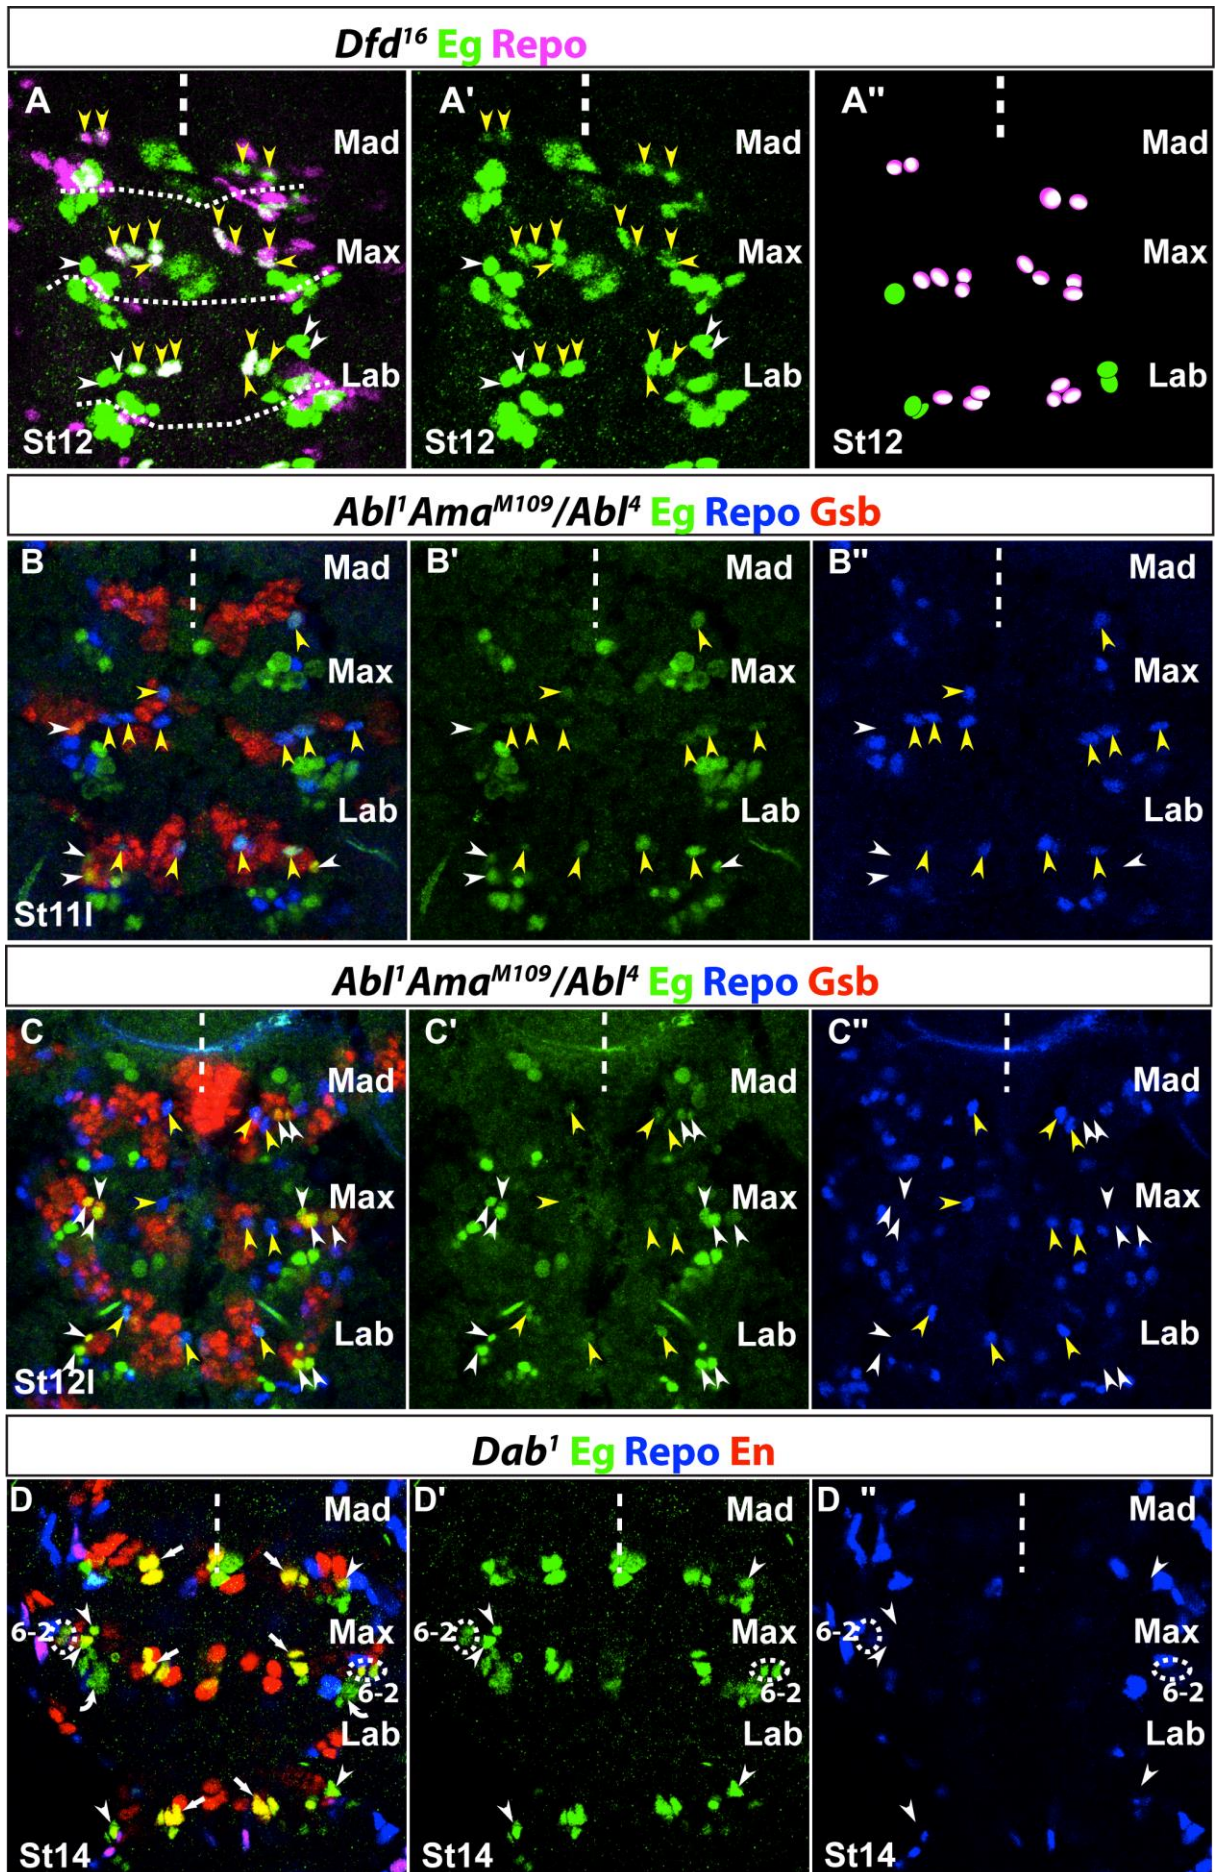 Dfd16 Eg Repo
A A' A"
Mad Mad Mad
Max Max Max
Lab Lab Lab
St12 St12 St12
Abl1AmaM109/Abl4 Eg Repo Gsb
B B' B"
Mad Mad Mad
Max Max Max
Lab Lab Lab
St11l
Abl1AmaM109/Abl4 Eg Repo Gsb
C C' C"
Mad Mad Mad
Max Max Max
Lab Lab Lab
St12l
Dab1 Eg Repo En
D D' D "
Mad Mad Mad
6-2 Max 6-2 Max 6-2 Max
6-2 6-2 6-2
Lab Lab Lab
St14 St14 St14